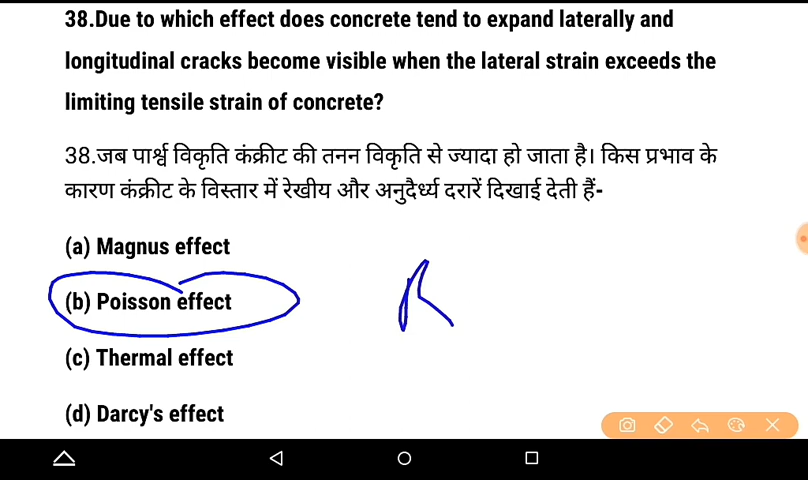 38.Due to which effect does concrete tend to expand laterally and
longitudinal cracks become visible when the lateral strain exceeds the
limiting tensile strain of concrete?
38.जब पार्श्व विकृति कंक्रीट की तनन विकृति से ज्यादा हो जाता है। किस प्रभाव के
कारण कंक्रीट के विस्तार में रेखीय और अनुदैर्ध्य दरारें दिखाई देती हैं-
(a) Magnus effect
(b) Poisson effect
(c) Thermal effect
(d) Darcy's effect